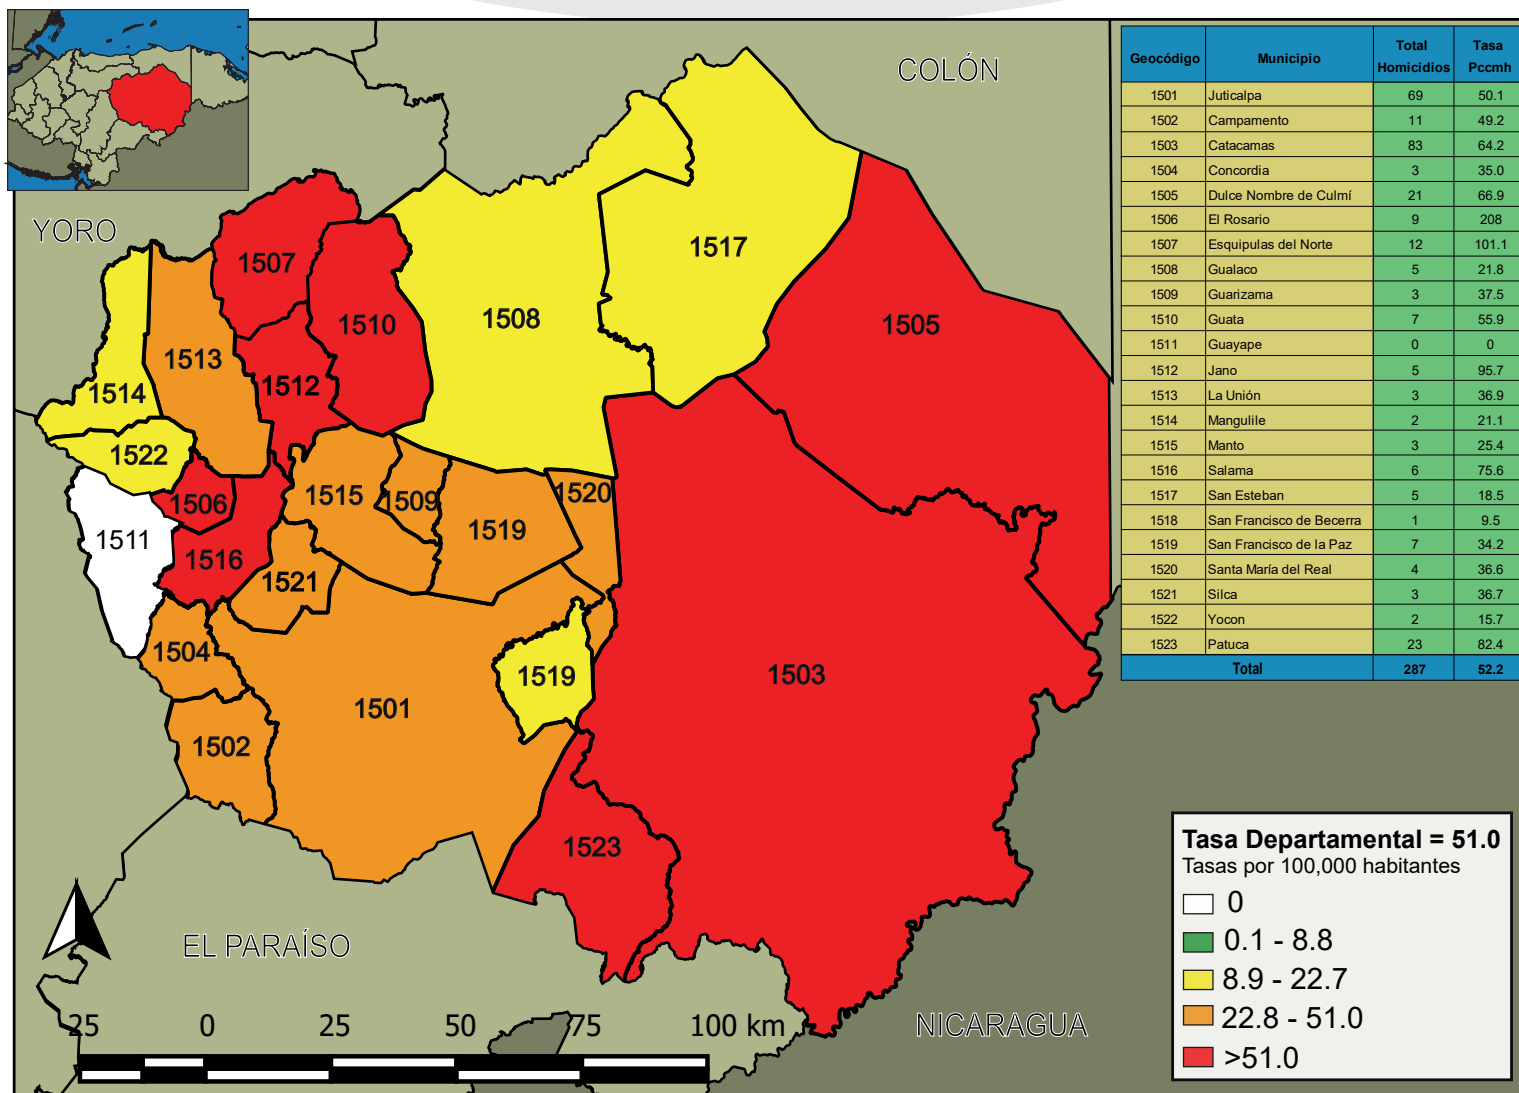 COLÓN
YORO
1507
1517
1510
1508
1505
1513
1512
1514
1522
1515
1509
1520
1506
1519
1511
1516
1521
1504
1519
1503
1501
1502
1523
EL PARAÍSO
NICARAGUA
25 0 25 50 75 100 km
Geocódigo Municipio Total Homicidios Tasa Pccmh
1501 Juticalpa 69 50.1
1502 Campamento 11 49.2
1503 Catacamas 83 64.2
1504 Concordia 3 35.0
1505 Dulce Nombre de Culmí 21 66.9
1506 El Rosario 9 208
1507 Esquipulas del Norte 12 101.1
1508 Gualaco 5 21.8
1509 Guarizama 3 37.5
1510 Guata 7 55.9
1511 Guayape 0 0
1512 Jano 5 95.7
1513 La Unión 3 36.9
1514 Mangulile 2 21.1
1515 Manto 3 25.4
1516 Salama 6 75.6
1517 San Esteban 5 18.5
1518 San Francisco de Becerra 1 9.5
1519 San Francisco de la Paz 7 34.2
1520 Santa María del Real 4 36.6
1521 Silca 3 36.7
1522 Yocon 2 15.7
1523 Patuca 23 82.4
Total 287 52.2
Tasa Departamental = 51.0
Tasas por 100,000 habitantes
0
0.1 - 8.8
8.9 - 22.7
22.8 - 51.0
>51.0